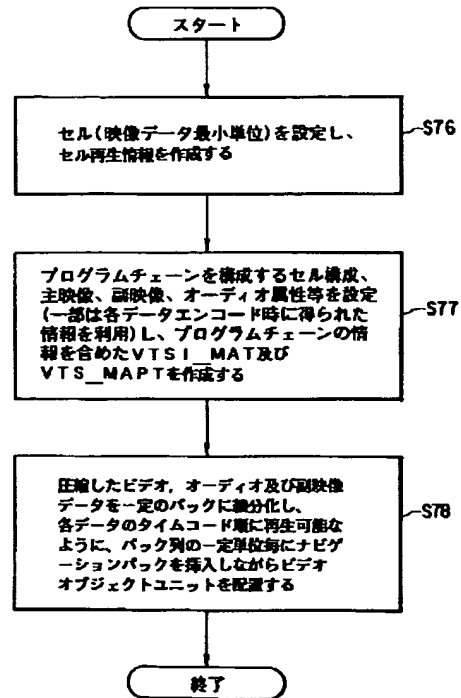 スタート
セル(映像データ最小単位)を設定し、
セル再生情報を作成する
S76
プログラムチェーンを構成するセル構成、
主映像、副映像、オーディオ属性等を設定
(一部は各データエンコード時に得られた
情報を利用)し、プログラムチェーンの情
報を含めたVTSI__MAT及び
VTS__MAPTを作成する
S77
圧縮したビデオ,オーディオ及び副映像
データを一定のパックに細分化し、
各データのタイムコード順に再生可能な
ように、パック列の一定単位毎にナビゲ
ーションパックを挿入しながらビデオ
オブジェクトユニットを配置する
S78
終了